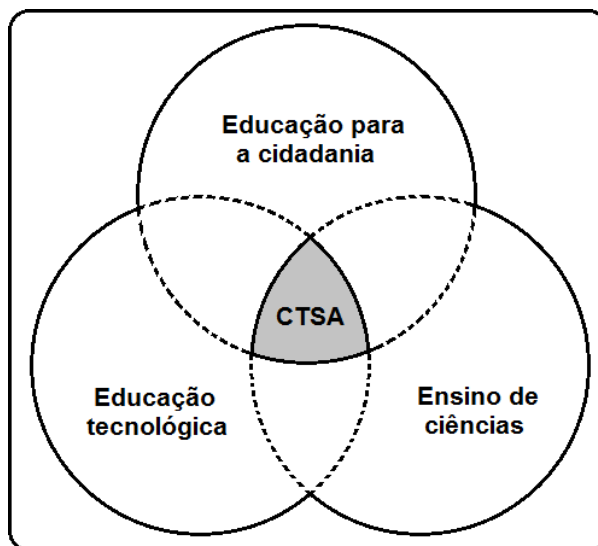 Educação para
a cidadania
CTSA
Educação
tecnológica
Ensino de
ciências